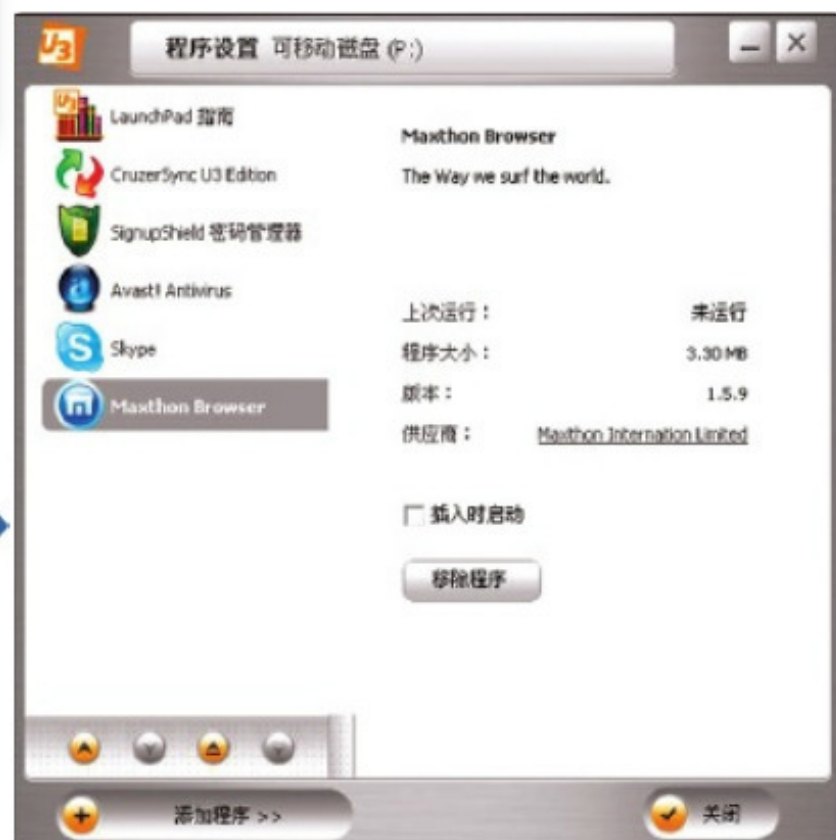 U3
程序设置 可移动磁盘 (P:)
U3
LaunchPad 指南
CruzerSync U3 Edition
SignupShield 密码管理器
Avast! Antivirus
Skype
Maxthon Browser
Maxthon Browser
The Way we surf the world.
上次运行： 未运行
程序大小： 3.30 MB
版本： 1.5.9
供应商： Maxthon Internation Limited
插入时启动
移除程序
添加程序 >>
关闭